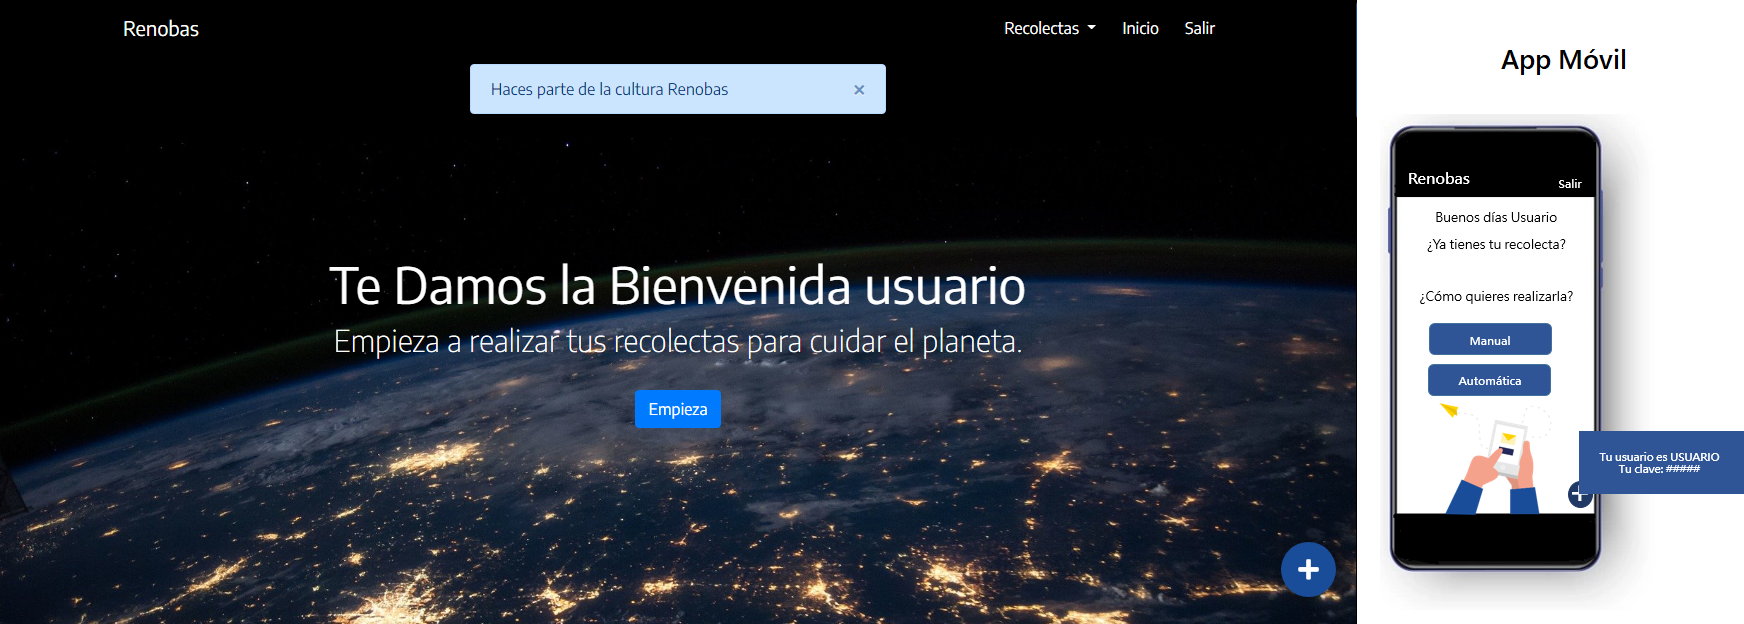 Renobas
Recolectas
Inicio
Salir
Haces parte de la cultura Renobas
×
Te Damos la Bienvenida usuario
Empieza a realizar tus recolectas para cuidar el planeta.
Empieza
App Móvil
Renobas
Salir
Buenos días Usuario
¿Ya tienes tu recolecta?
¿Cómo quieres realizarla?
Manual
Automática
Tu usuario es USUARIO
Tu clave: #####